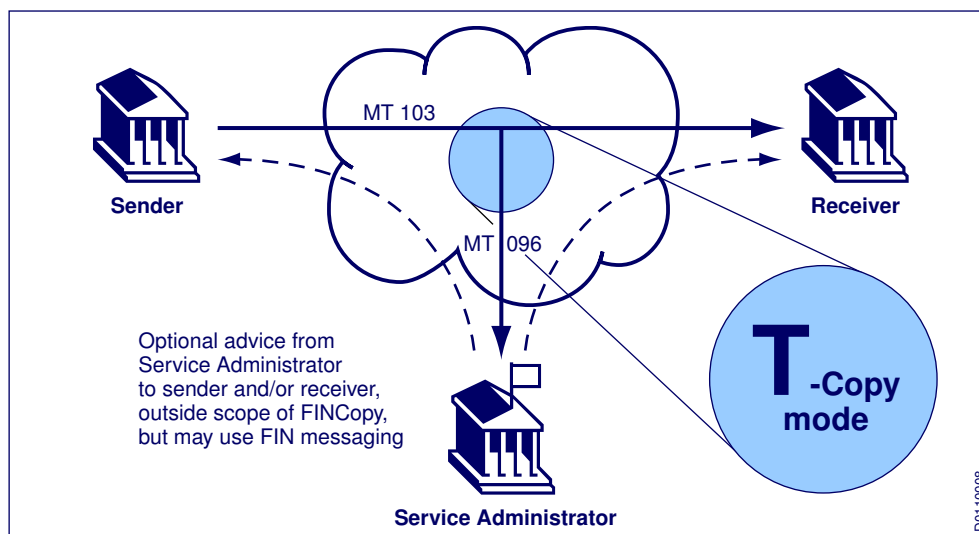 MT 103
Sender
Receiver
MT 096
Optional advice from
Service Administrator
to sender and/or receiver,
outside scope of FINCopy,
but may use FIN messaging
T-Copy
mode
Service Administrator